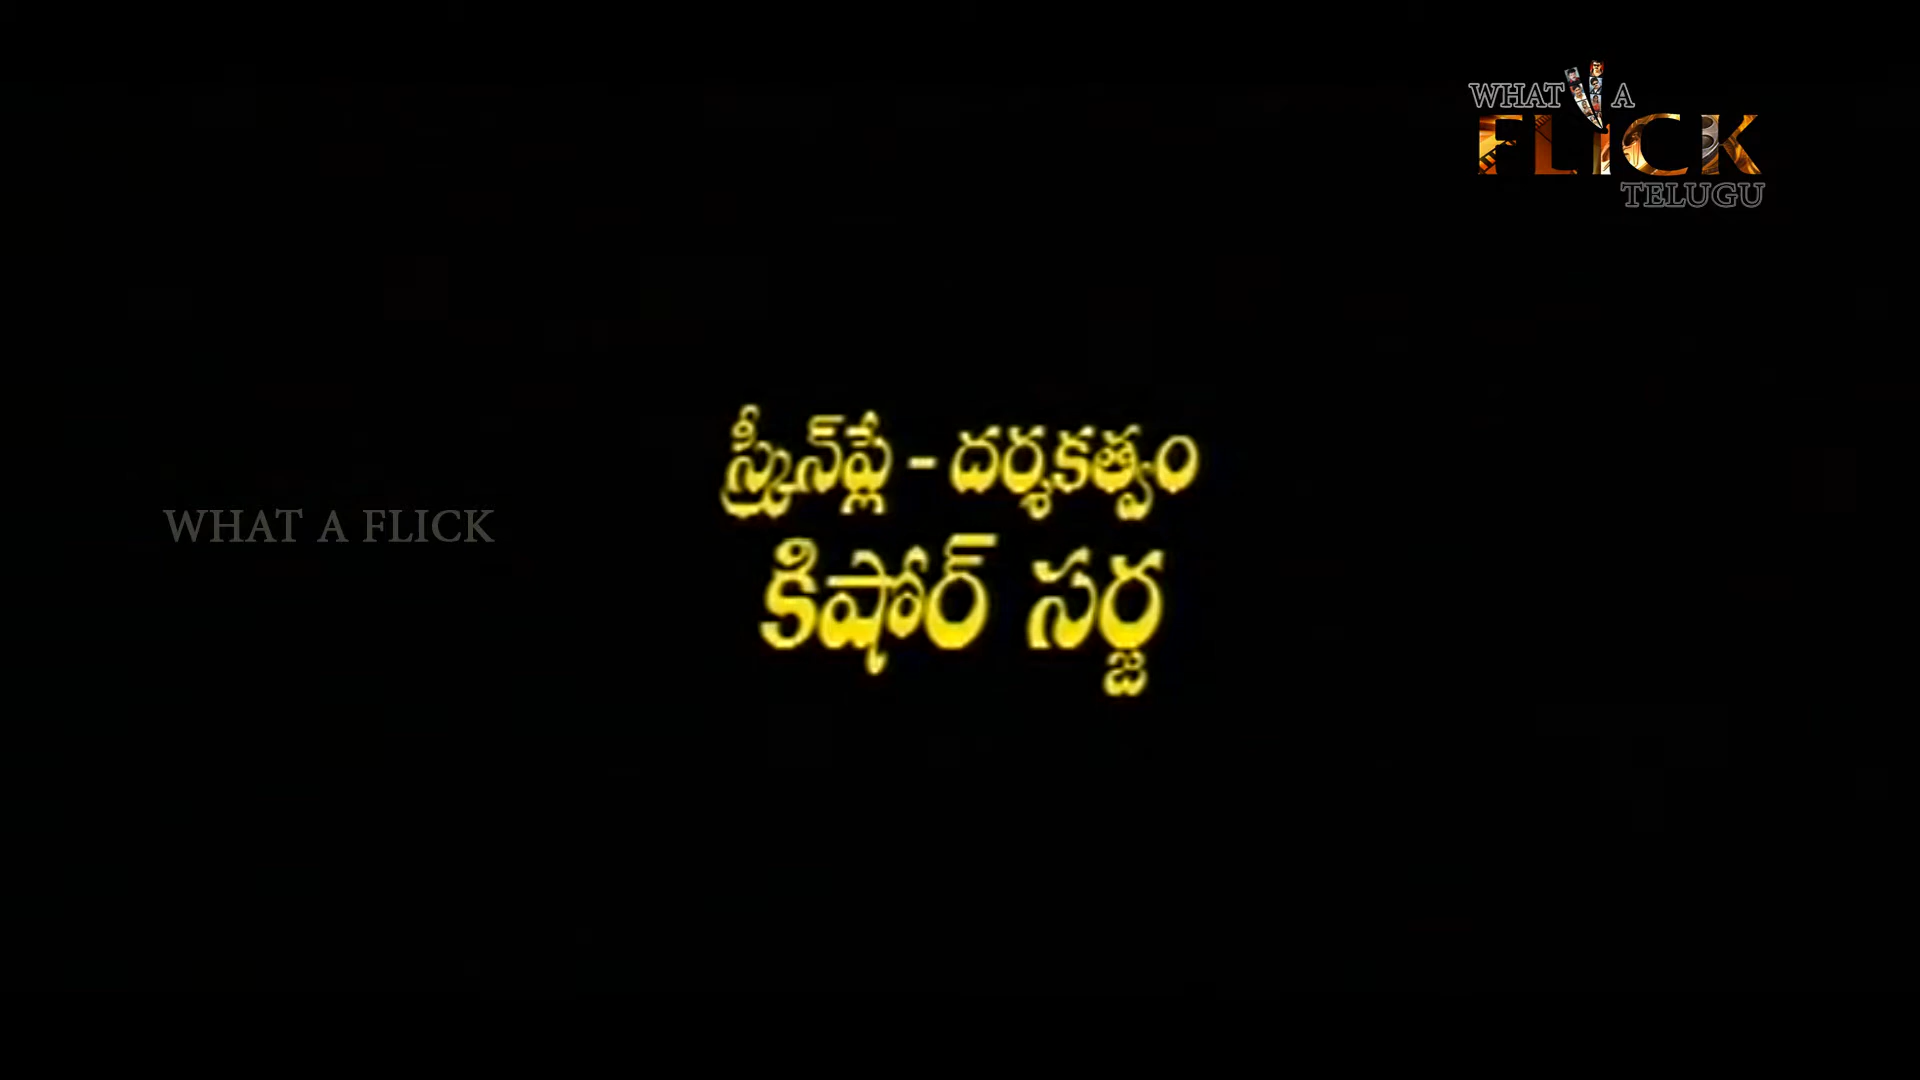 WHAT A
FLICK
TELUGU
స్క్రీన్‌ప్లే - దర్శకత్వం
WHAT A FLICK
కిషోర్ సర్జ